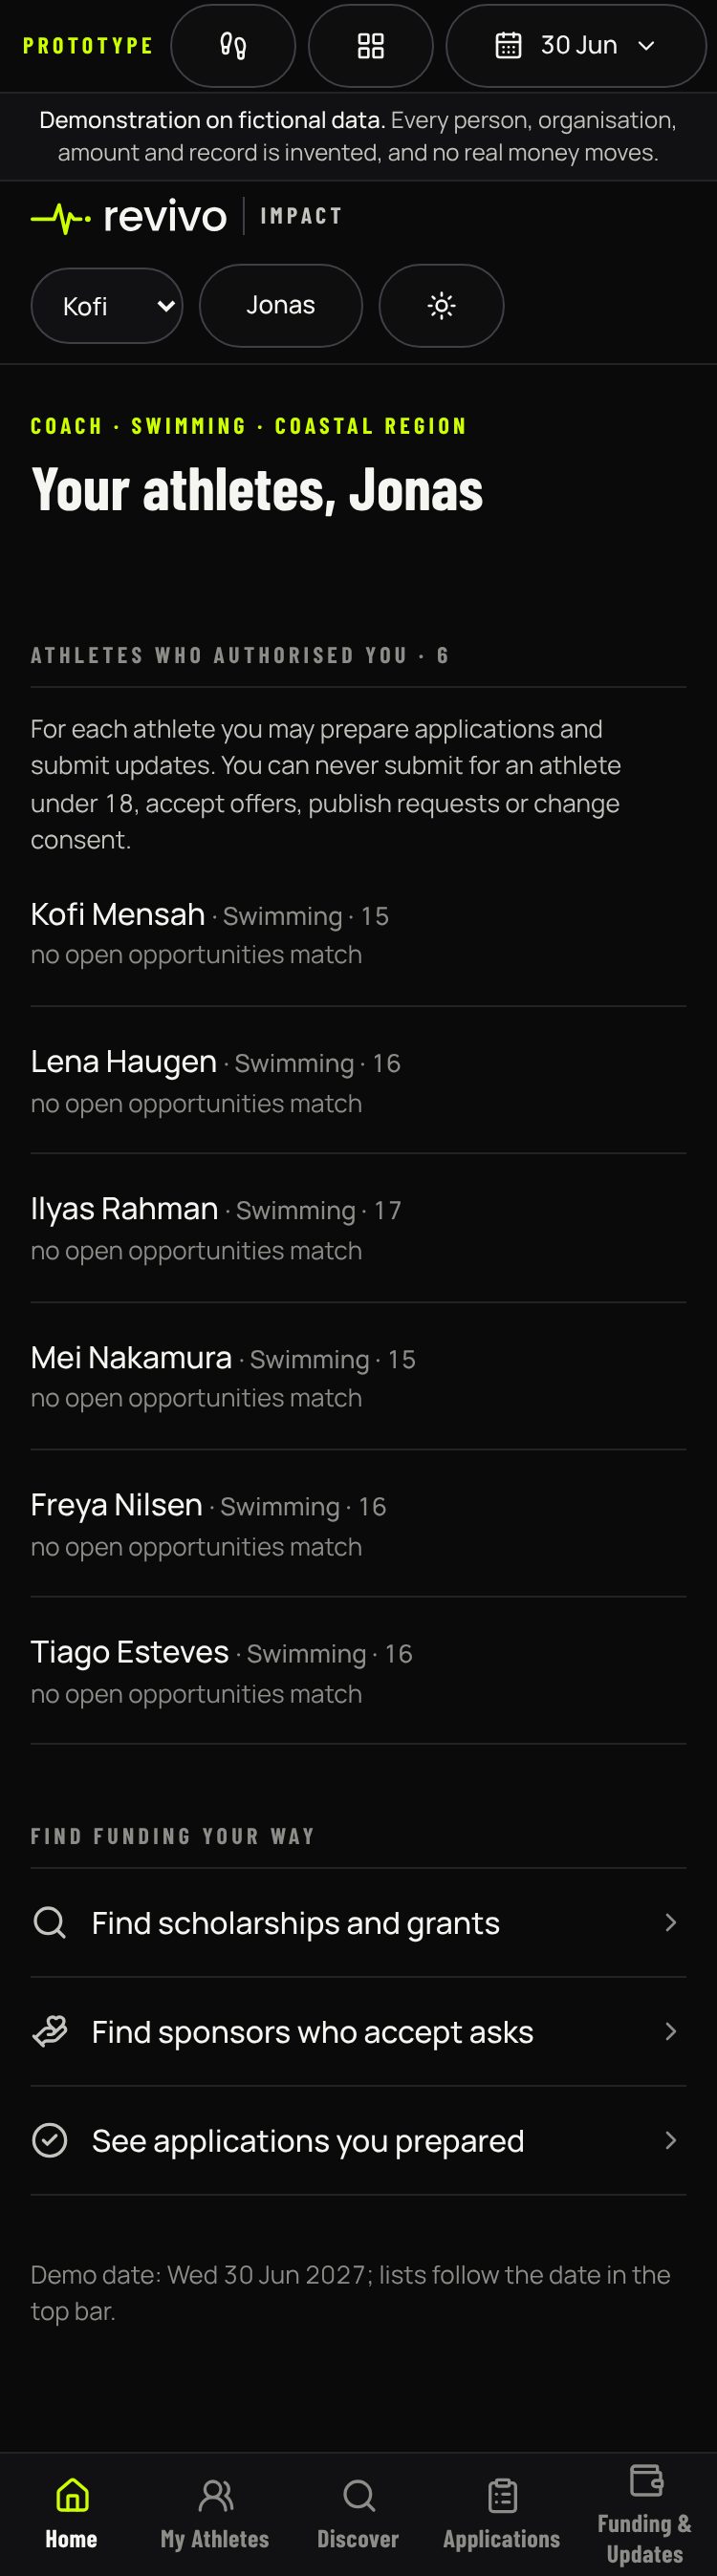 PROTOTYPE
30 Jun
Demonstration on fictional data. Every person, organisation,
amount and record is invented, and no real money moves.
revivo
IMPACT
Kofi
Jonas
COACH · SWIMMING · COASTAL REGION
Your athletes, Jonas
ATHLETES WHO AUTHORISED YOU · 6
For each athlete you may prepare applications and
submit updates. You can never submit for an athlete
under 18, accept offers, publish requests or change
consent.
Kofi Mensah · Swimming · 15
no open opportunities match
Lena Haugen · Swimming · 16
no open opportunities match
Ilyas Rahman · Swimming · 17
no open opportunities match
Mei Nakamura · Swimming · 15
no open opportunities match
Freya Nilsen · Swimming · 16
no open opportunities match
Tiago Esteves · Swimming · 16
no open opportunities match
FIND FUNDING YOUR WAY
Find scholarships and grants
Find sponsors who accept asks
See applications you prepared
Demo date: Wed 30 Jun 2027; lists follow the date in the
top bar.
Home
My Athletes
Discover
Applications
Funding &
Updates